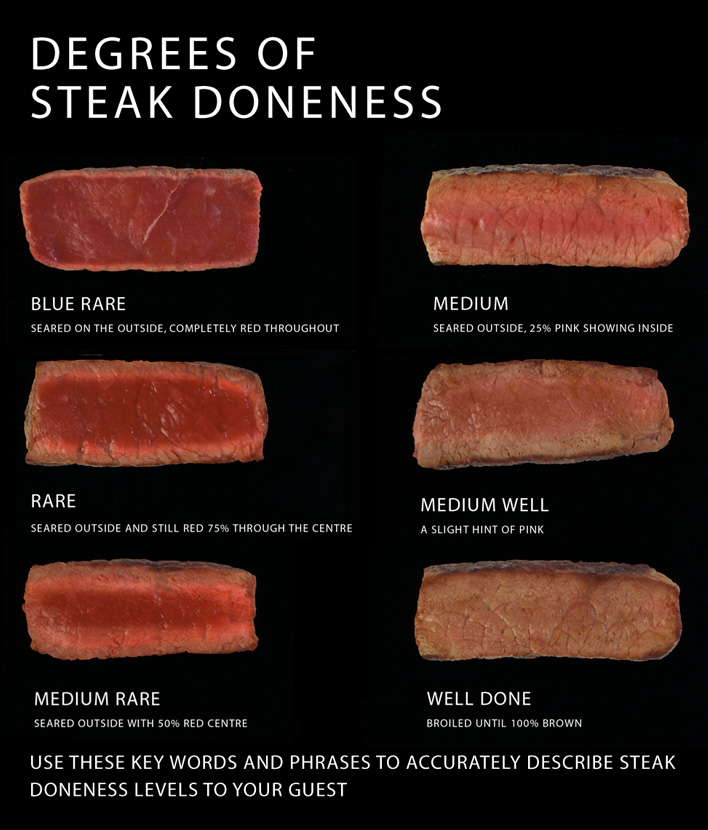 DEGREES OF
STEAK DONENESS
BLUE RARE
SEARED ON THE OUTSIDE, COMPLETELY RED THROUGHOUT
RARE
SEARED OUTSIDE AND STILL RED 75% THROUGH THE CENTRE
MEDIUM RARE
SEARED OUTSIDE WITH 50% RED CENTRE
MEDIUM
SEARED OUTSIDE, 25% PINK SHOWING INSIDE
MEDIUM WELL
A SLIGHT HINT OF PINK
WELL DONE
BROILED UNTIL 100% BROWN
USE THESE KEY WORDS AND PHRASES TO ACCURATELY DESCRIBE STEAK
DONENESS LEVELS TO YOUR GUEST